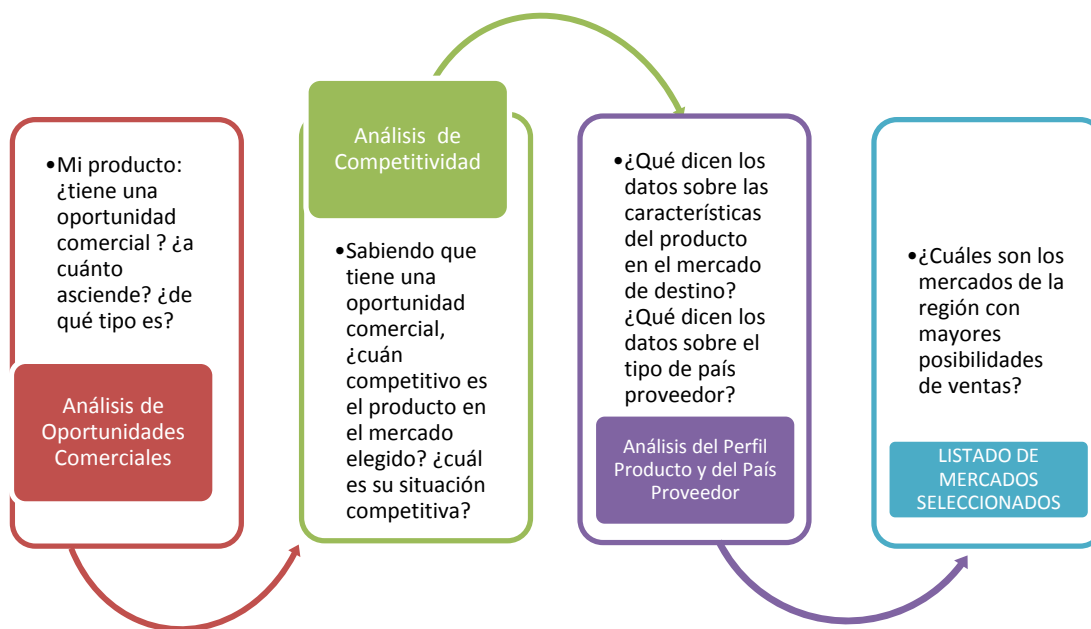 •Mi producto:
¿tiene una
oportunidad
comercial ? ¿a
cuánto
asciende? ¿de
qué tipo es?
Análisis de
Oportunidades
Comerciales
Análisis de
Competitividad
•Sabiendo que
tiene una
oportunidad
comercial,
¿cuán
competitivo es
el producto en
el mercado
elegido? ¿cuál
es su situación
competitiva?
•¿Qué dicen los
datos sobre las
características
del producto
en el mercado
de destino?
¿Qué dicen los
datos sobre el
tipo de país
proveedor?
Análisis del Perfil
Producto y del País
Proveedor
•¿Cuáles son los
mercados de la
región con
mayores
posibilidades
de ventas?
LISTADO DE
MERCADOS
SELECCIONADOS